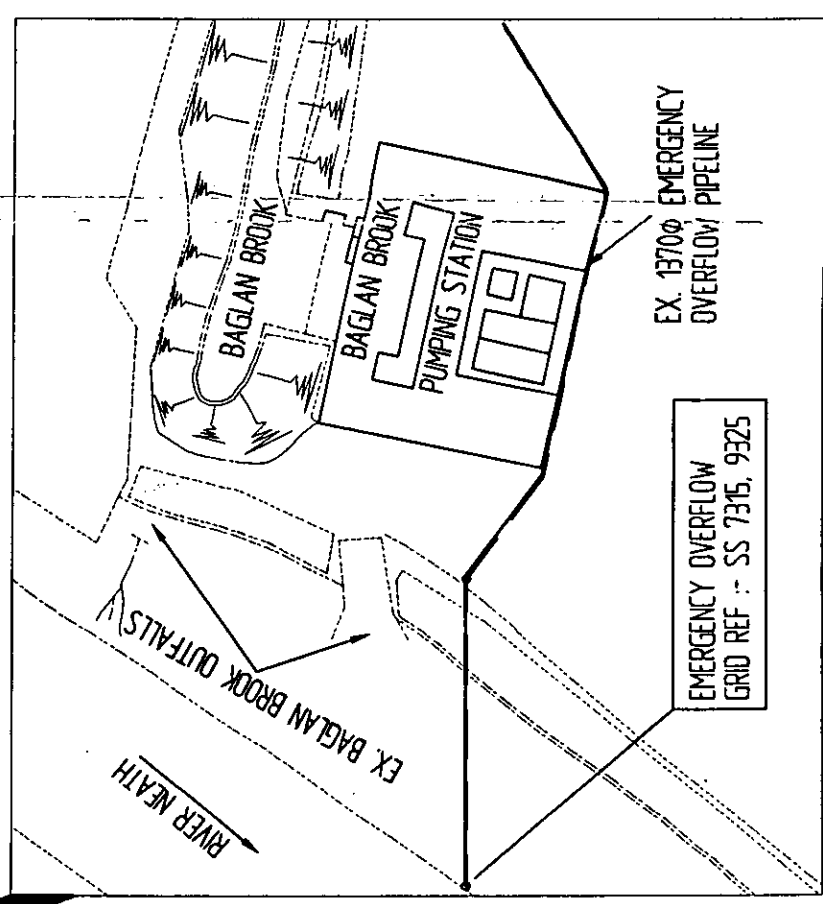 BAGLAN BROOK
BAGLAN BROOK
PUMPING STATION
EX. 1370Φ EMERGENCY
OVERFLOW PIPELINE
EX. BAGLAN BROOK OUTFALLS
RIVER NEATH
EMERGENCY OVERFLOW
GRID REF :- SS 7315, 9325